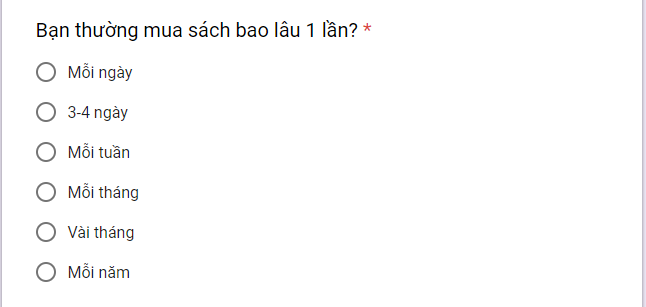 Bạn thường mua sách bao lâu 1 lần? *
Mỗi ngày
3-4 ngày
Mỗi tuần
Mỗi tháng
Vài tháng
Mỗi năm